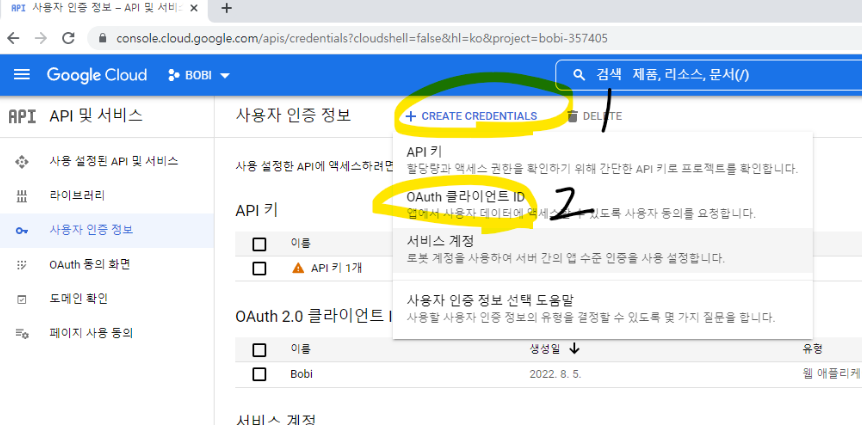 API 사용자 인증 정보 – API 및 서비스 ×
+
console.cloud.google.com/apis/credentials?cloudshell=false&hl=ko&project=bobi-357405
Google Cloud
BOBI
검색 제품, 리소스, 문서(/)
API API 및 서비스
사용자 인증 정보
+ CREATE CREDENTIALS
DELETE
1
사용 설정된 API 및 서비스
라이브러리
사용자 인증 정보
OAuth 동의 화면
도메인 확인
페이지 사용 동의
사용 설정한 API에 액세스하려면
API 키
할당량과 액세스 권한을 확인하기 위해 간단한 API 키로 프로젝트를 확인합니다.
OAuth 클라이언트 ID
2
앱에서 사용자 데이터에 액세스할 수 있도록 사용자 동의를 요청합니다.
서비스 계정
로봇 계정을 사용하여 서버 간의 앱 수준 인증을 사용 설정합니다.
사용자 인증 정보 선택 도움말
사용할 사용자 인증 정보의 유형을 결정할 수 있도록 몇 가지 질문을 합니다.
API 키
이름
API 키 1개
OAuth 2.0 클라이언트 I
이름
생성일
유형
Bobi
2022. 8. 5.
웹 애플리케
서비스 계정